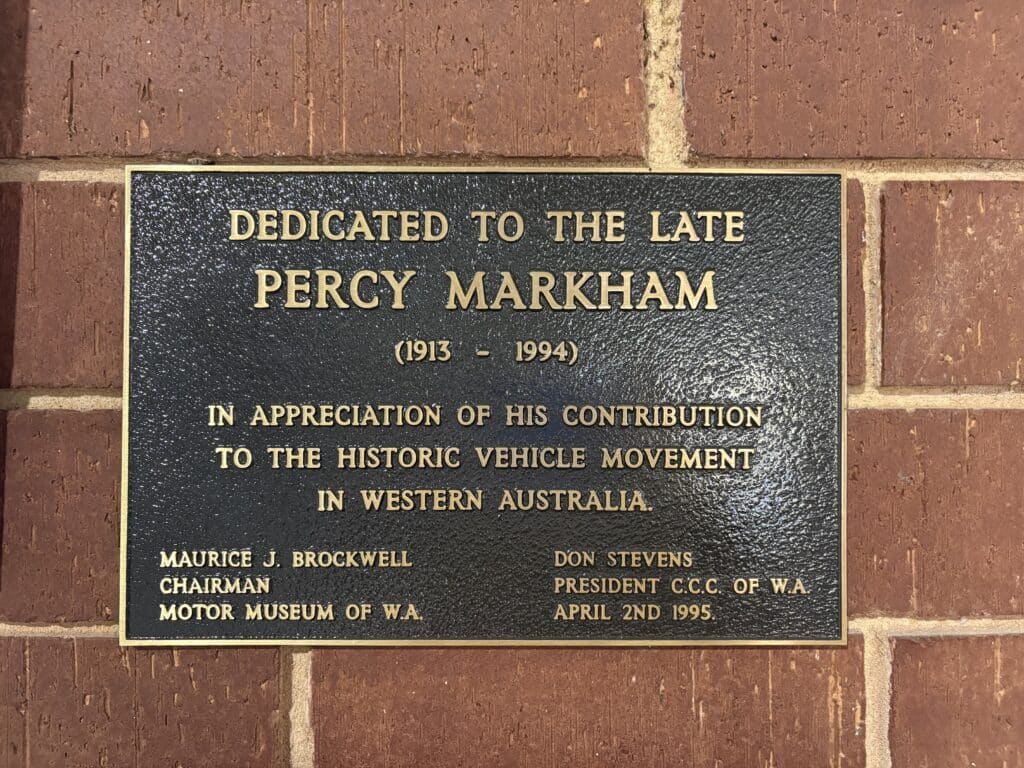 DEDICATED TO THE LATE
PERCY MARKHAM
(1913 - 1994)
IN APPRECIATION OF HIS CONTRIBUTION
TO THE HISTORIC VEHICLE MOVEMENT
IN WESTERN AUSTRALIA.
MAURICE J. BROCKWELL
CHAIRMAN
MOTOR MUSEUM OF W.A.
DON STEVENS
PRESIDENT C.C.C. OF W.A.
APRIL 2ND 1995.